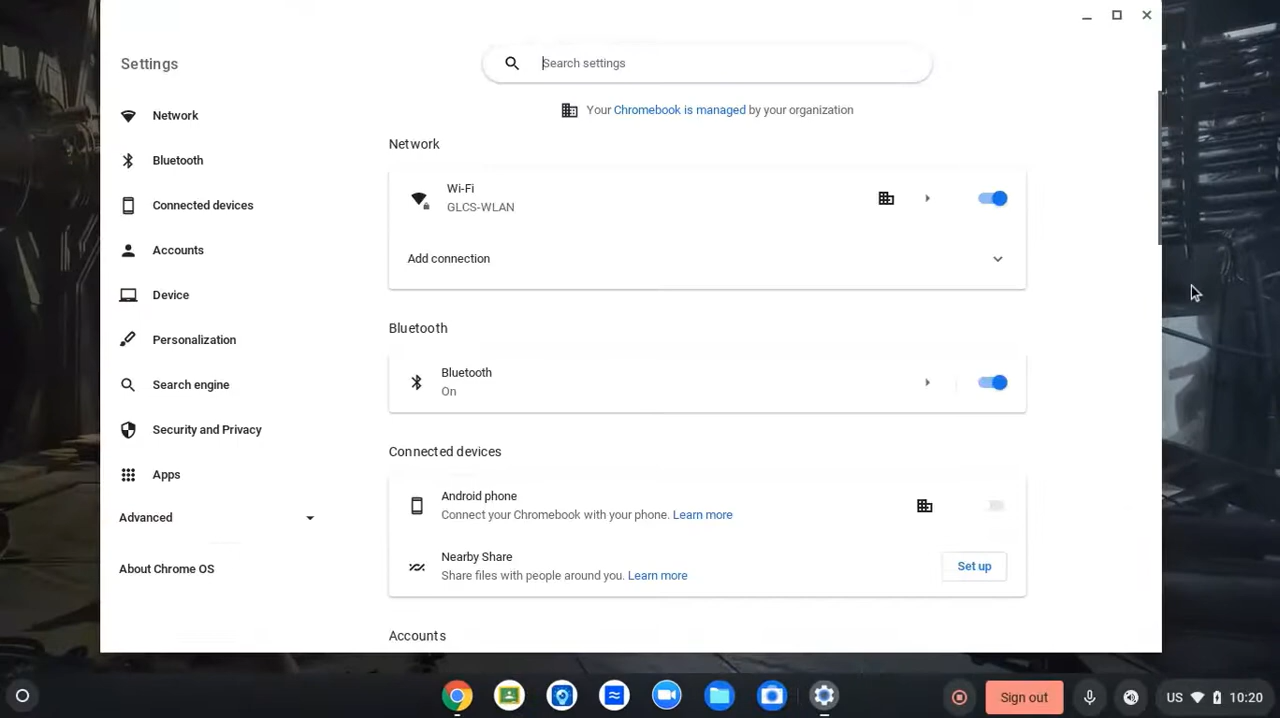 Settings
Search settings
Your Chromebook is managed by your organization
Network
Bluetooth
Connected devices
Accounts
Device
Personalization
Search engine
Security and Privacy
Apps
Advanced
About Chrome OS
Network
Wi-Fi
GLCS-WLAN
Add connection
Bluetooth
Bluetooth
On
Connected devices
Android phone
Connect your Chromebook with your phone. Learn more
Nearby Share
Share files with people around you. Learn more
Set up
Accounts
Sign out
US
10:20